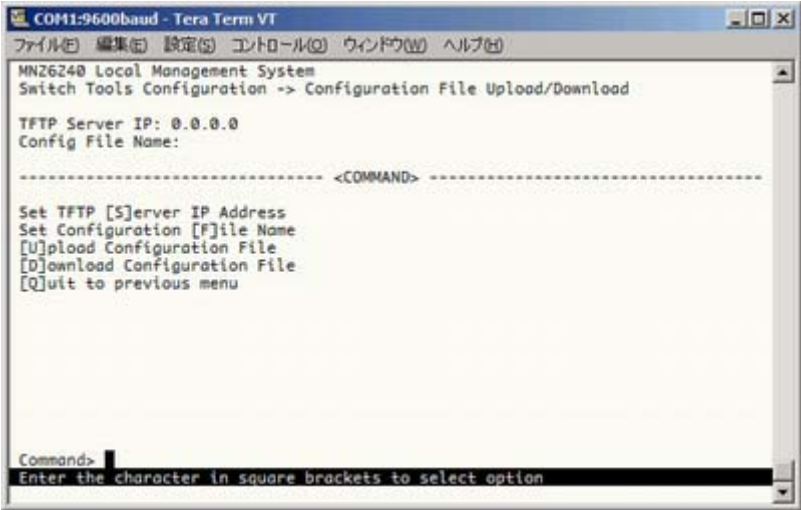 COM1:9600baud - Tera Term VT
ファイル(F) 編集(E) 設定(S) コントロール(O) ウィンドウ(W) ヘルプ(H)
MNZ6240 Local Management System
Switch Tools Configuration -> Configuration File Upload/Download
TFTP Server IP: 0.0.0.0
Config File Name:
-------------------------------- <COMMAND> -----------------------------------
Set TFTP [S]erver IP Address
Set Configuration [F]ile Name
[U]pload Configuration File
[D]ownload Configuration File
[Q]uit to previous menu
Command>
Enter the character in square brackets to select option